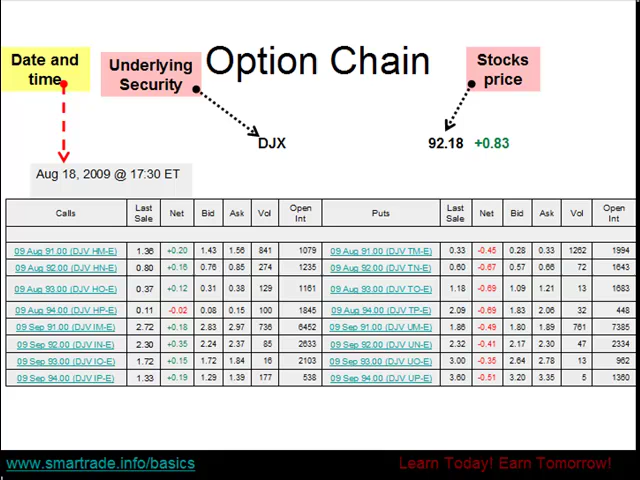 Option Chain
Date and
time
Underlying
Security
Stocks
price
DJX
92.18 +0.83
Aug 18, 2009 @ 17:30 ET
Calls Last Sale Net Bid Ask Vol Open Int Puts Last Sale Net Bid Ask Vol Open Int
09 Aug 91.00 (DJV HM-E) 1.36 +0.20 1.43 1.56 841 1079 09 Aug 91.00 (DJV TM-E) 0.33 -0.45 0.28 0.33 1262 1994
09 Aug 92.00 (DJV HN-E) 0.80 +0.16 0.76 0.85 274 1235 09 Aug 92.00 (DJV TN-E) 0.60 -0.67 0.57 0.66 72 1643
09 Aug 93.00 (DJV HO-E) 0.37 +0.12 0.31 0.38 129 1161 09 Aug 93.00 (DJV TO-E) 1.18 -0.69 1.09 1.21 13 1683
09 Aug 94.00 (DJV HP-E) 0.11 -0.02 0.08 0.15 100 1845 09 Aug 94.00 (DJV TP-E) 2.09 -0.69 1.83 2.06 32 448
09 Sep 91.00 (DJV IM-E) 2.72 +0.18 2.83 2.97 736 6452 09 Sep 91.00 (DJV UM-E) 1.86 -0.49 1.80 1.89 761 7385
09 Sep 92.00 (DJV IN-E) 2.30 +0.35 2.24 2.37 85 2633 09 Sep 92.00 (DJV UN-E) 2.32 -0.41 2.17 2.30 47 2334
09 Sep 93.00 (DJV IO-E) 1.72 +0.15 1.72 1.84 16 2103 09 Sep 93.00 (DJV UO-E) 3.00 -0.35 2.64 2.78 13 962
09 Sep 94.00 (DJV IP-E) 1.33 +0.19 1.29 1.39 177 538 09 Sep 94.00 (DJV UP-E) 3.60 -0.51 3.20 3.35 5 1360
www.smartrade.info/basics
Learn Today! Earn Tomorrow!